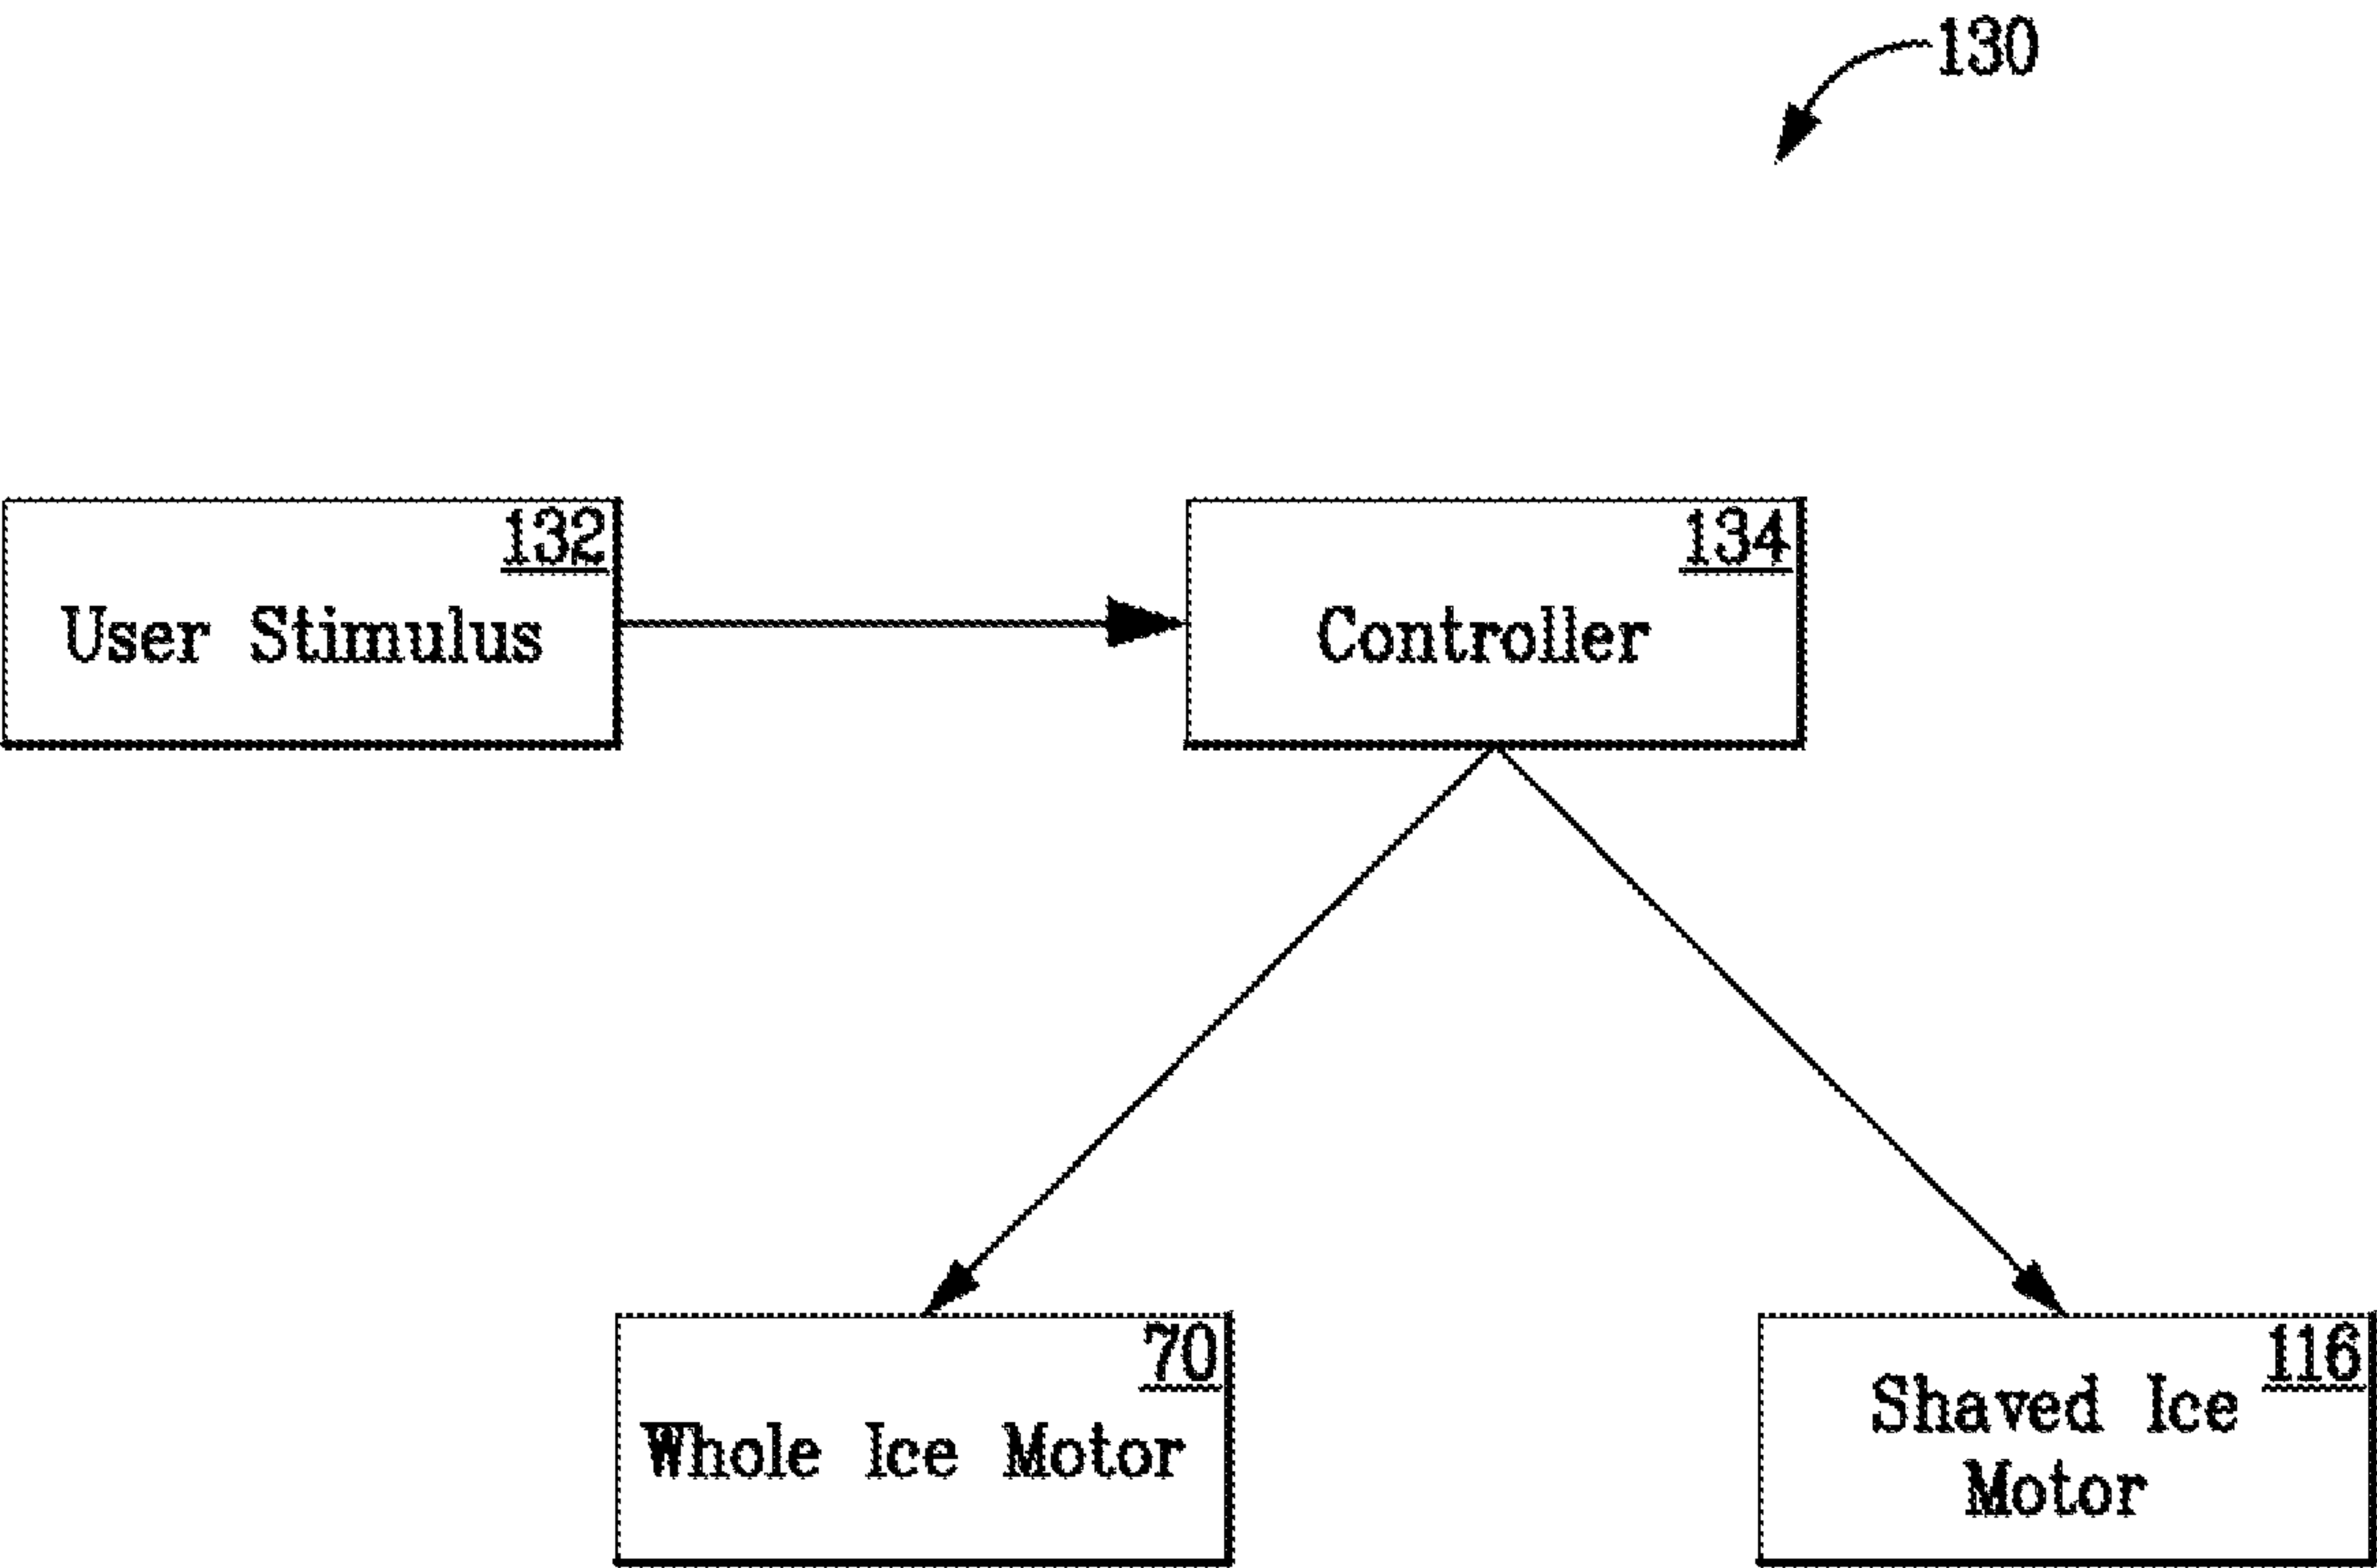 130
132
User Stimulus
134
Controller
70
Whole Ice Motor
116
Shaved Ice
Motor